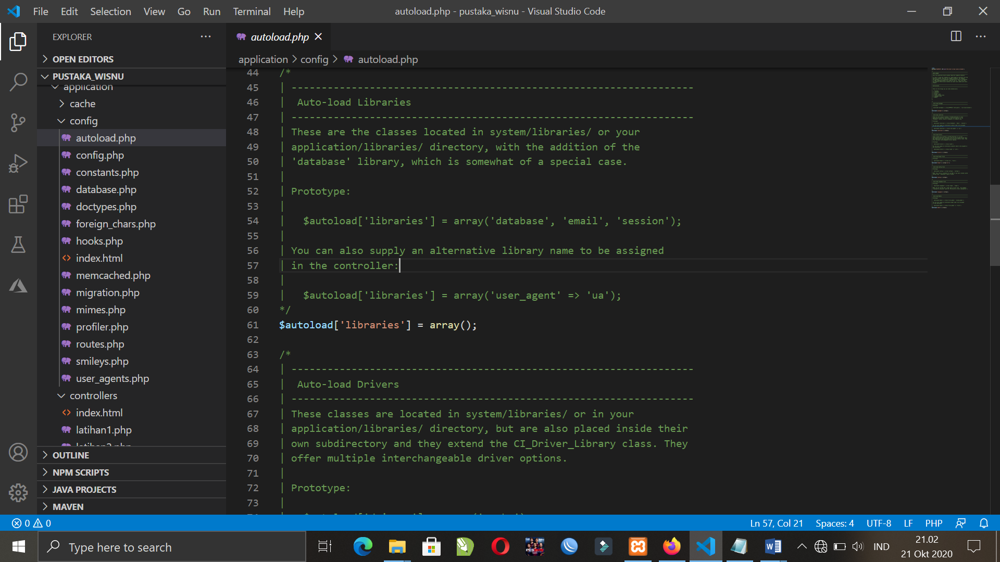 File Edit Selection View Go Run Terminal Help
autoload.php - pustaka_wisnu - Visual Studio Code
EXPLORER
OPEN EDITORS
PUSTAKA_WISNU
application
cache
config
autoload.php
config.php
constants.php
database.php
doctypes.php
foreign_chars.php
hooks.php
index.html
memcached.php
migration.php
mimes.php
profiler.php
routes.php
smileys.php
user_agents.php
controllers
index.html
latihan1.php
OUTLINE
NPM SCRIPTS
JAVA PROJECTS
MAVEN
autoload.php
application > config > autoload.php
44 /*
45 | -------------------------------------------------------------------
46 |  Auto-load Libraries
47 | -------------------------------------------------------------------
48 | These are the classes located in system/libraries/ or your
49 | application/libraries/ directory, with the addition of the
50 | 'database' library, which is somewhat of a special case.
51 |
52 | Prototype:
53 |
54 |   $autoload['libraries'] = array('database', 'email', 'session');
55 |
56 | You can also supply an alternative library name to be assigned
57 | in the controller:
58 |
59 |   $autoload['libraries'] = array('user_agent' => 'ua');
60 */
61 $autoload['libraries'] = array();
62
63 /*
64 | -------------------------------------------------------------------
65 |  Auto-load Drivers
66 | -------------------------------------------------------------------
67 | These classes are located in system/libraries/ or in your
68 | application/libraries/ directory, but are also placed inside their
69 | own subdirectory and they extend the CI_Driver_Library class. They
70 | offer multiple interchangeable driver options.
71 |
72 | Prototype:
73 |
0 0
Ln 57, Col 21 Spaces: 4 UTF-8 LF PHP
Type here to search
IND
21.02
21 Okt 2020